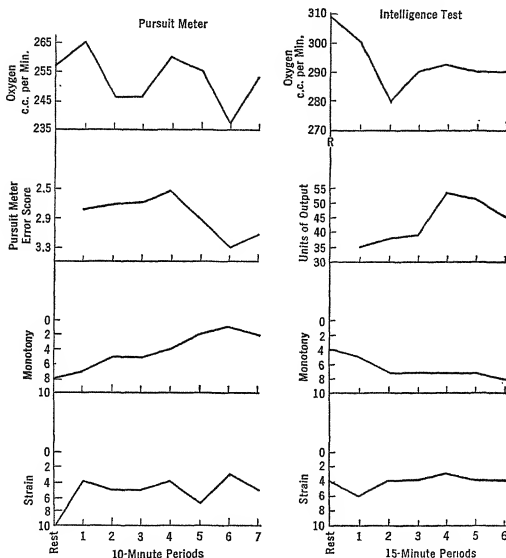 Pursuit Meter
Oxygen
c.c. per Min.
265
255
245
235
Pursuit Meter
Error Score
2.5
2.9
3.3
Monotony
0
2
4
6
8
10
Strain
0
2
4
6
8
10
Rest 1 2 3 4 5 6 7
10-Minute Periods
Intelligence Test
Oxygen
c.c. per Min.
310
300
290
280
270
R
Units of Output
55
50
45
40
35
30
Monotony
0
2
4
6
8
10
Strain
0
2
4
6
8
10
Rest 1 2 3 4 5 6
15-Minute Periods